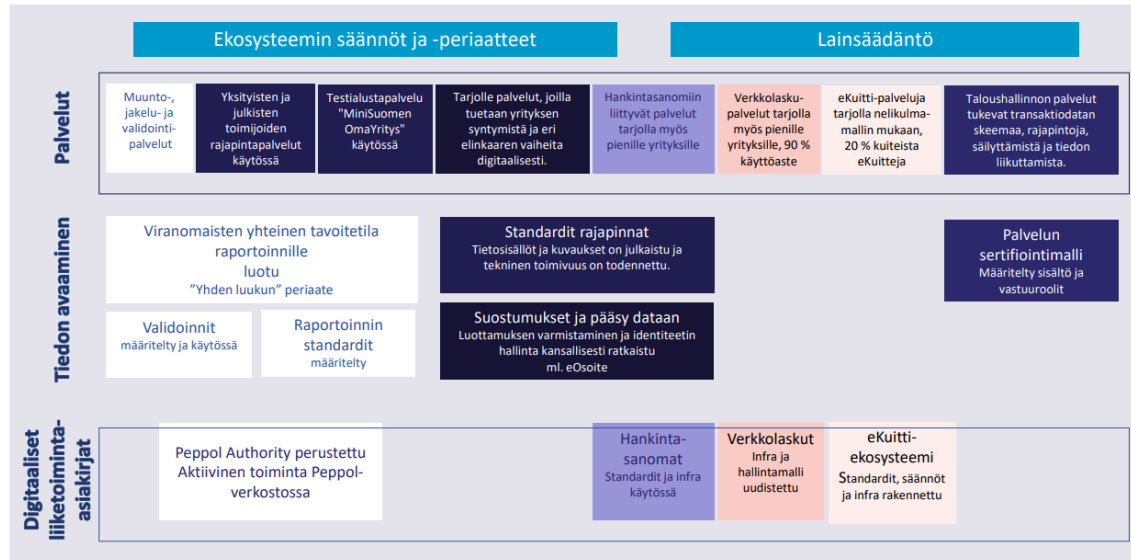 Ekosysteemin säännöt ja -periaatteet
Lainsäädäntö
Palvelut
Muunto-,
jakelu- ja
validointi-
palvelut
Yksityisten ja
julkisten
toimijoiden
rajapintapalvelut
käytössä
Testialustapalvelu
"MiniSuomen
OmaYritys"
käytössä
Tarjolle palvelut, joilla
tuetaan yrityksen
syntymistä ja eri
elinkaaren vaiheita
digitaalisesti.
Hankintasanomiin
liittyvät palvelut
tarjolla myös
pienille yrityksille
Verkkolasku-
palvelut tarjolla
myös pienille
yrityksille, 90 %
käyttöaste
eKuitti-palveluja
tarjolla nelikulma-
mallin mukaan,
20 % kuiteista
eKuitteja
Taloushallinnon palvelut
tukevat transaktiodatan
skeemaa, rajapintoja,
säilyttämistä ja tiedon
liikuttamista.
Tiedon avaaminen
Viranomaisten yhteinen tavoitetila
raportoinnille
luotu
”Yhden luukun” periaate
Standardit rajapinnat
Tietosisällöt ja kuvaukset on julkaistu ja
tekninen toimivuus on todennettu.
Palvelun
sertifiointimalli
Määritelty sisältö ja
vastuuroolit
Validoinnit
määritelty ja käytössä
Raportoinnin
standardit
määritelty
Suostumukset ja pääsy dataan
Luottamuksen varmistaminen ja identiteetin
hallinta kansallisesti ratkaistu
ml. eOsoite
Digitaaliset
liiketoiminta-
asiakirjat
Peppol Authority perustettu
Aktiivinen toiminta Peppol-
verkostossa
Hankinta-
sanomat
Standardit ja infra
käytössä
Verkkolaskut
Infra ja
hallintamalli
uudistettu
eKuitti-
ekosysteemi
Standardit, säännöt
ja infra rakennettu